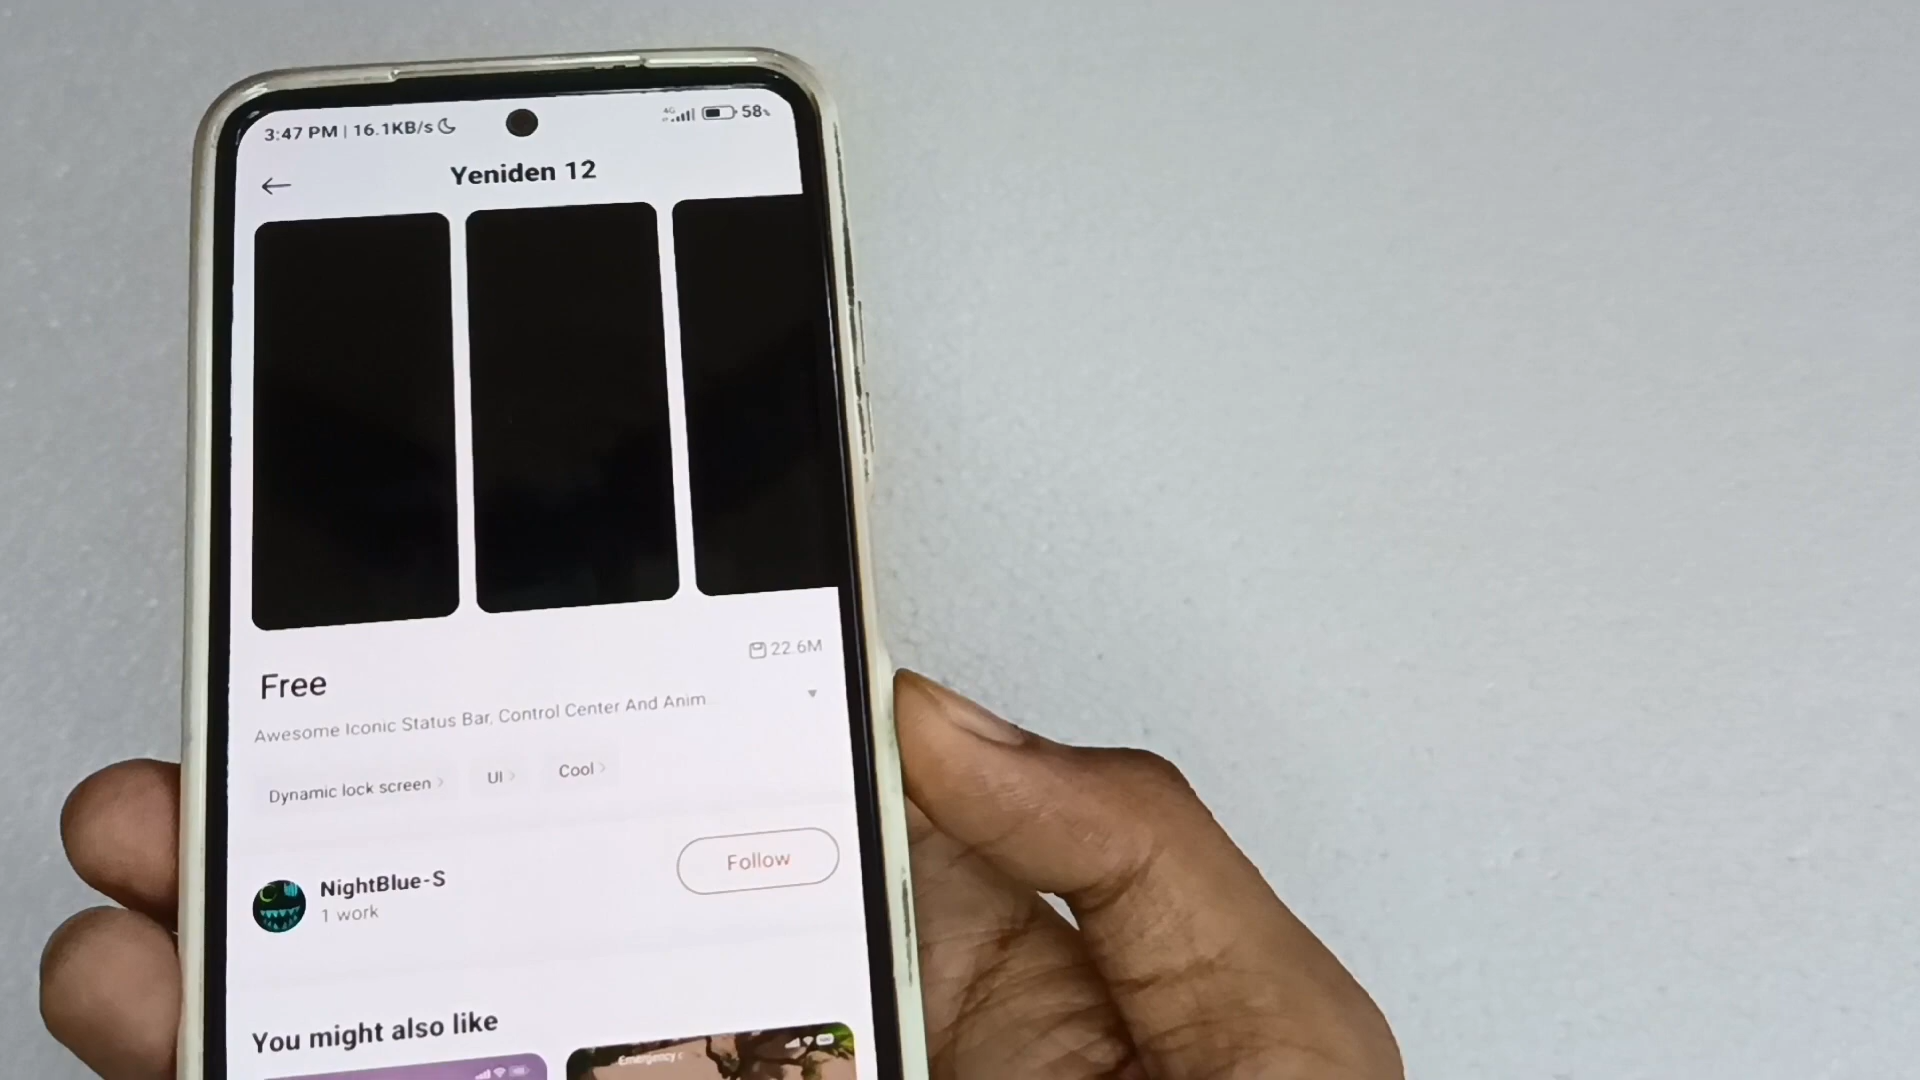 3:47 PM | 16.1KB/s 4G 58%
Yeniden 12
22.6M
Free
Awesome Iconic Status Bar, Control Center And Anim
Dynamic lock screen > UI > Cool >
NightBlue-S
1 work
Follow
You might also like
Emergency c